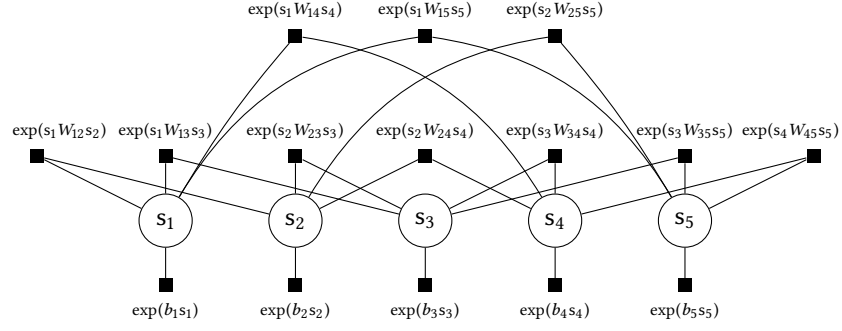 exp(s₁W₁₄s₄) exp(s₁W₁₅s₅) exp(s₂W₂₅s₅)
exp(s₁W₁₂s₂) exp(s₁W₁₃s₃) exp(s₂W₂₃s₃) exp(s₂W₂₄s₄) exp(s₃W₃₄s₄) exp(s₃W₃₅s₅) exp(s₄W₄₅s₅)
s₁ s₂ s₃ s₄ s₅
exp(b₁s₁) exp(b₂s₂) exp(b₃s₃) exp(b₄s₄) exp(b₅s₅)